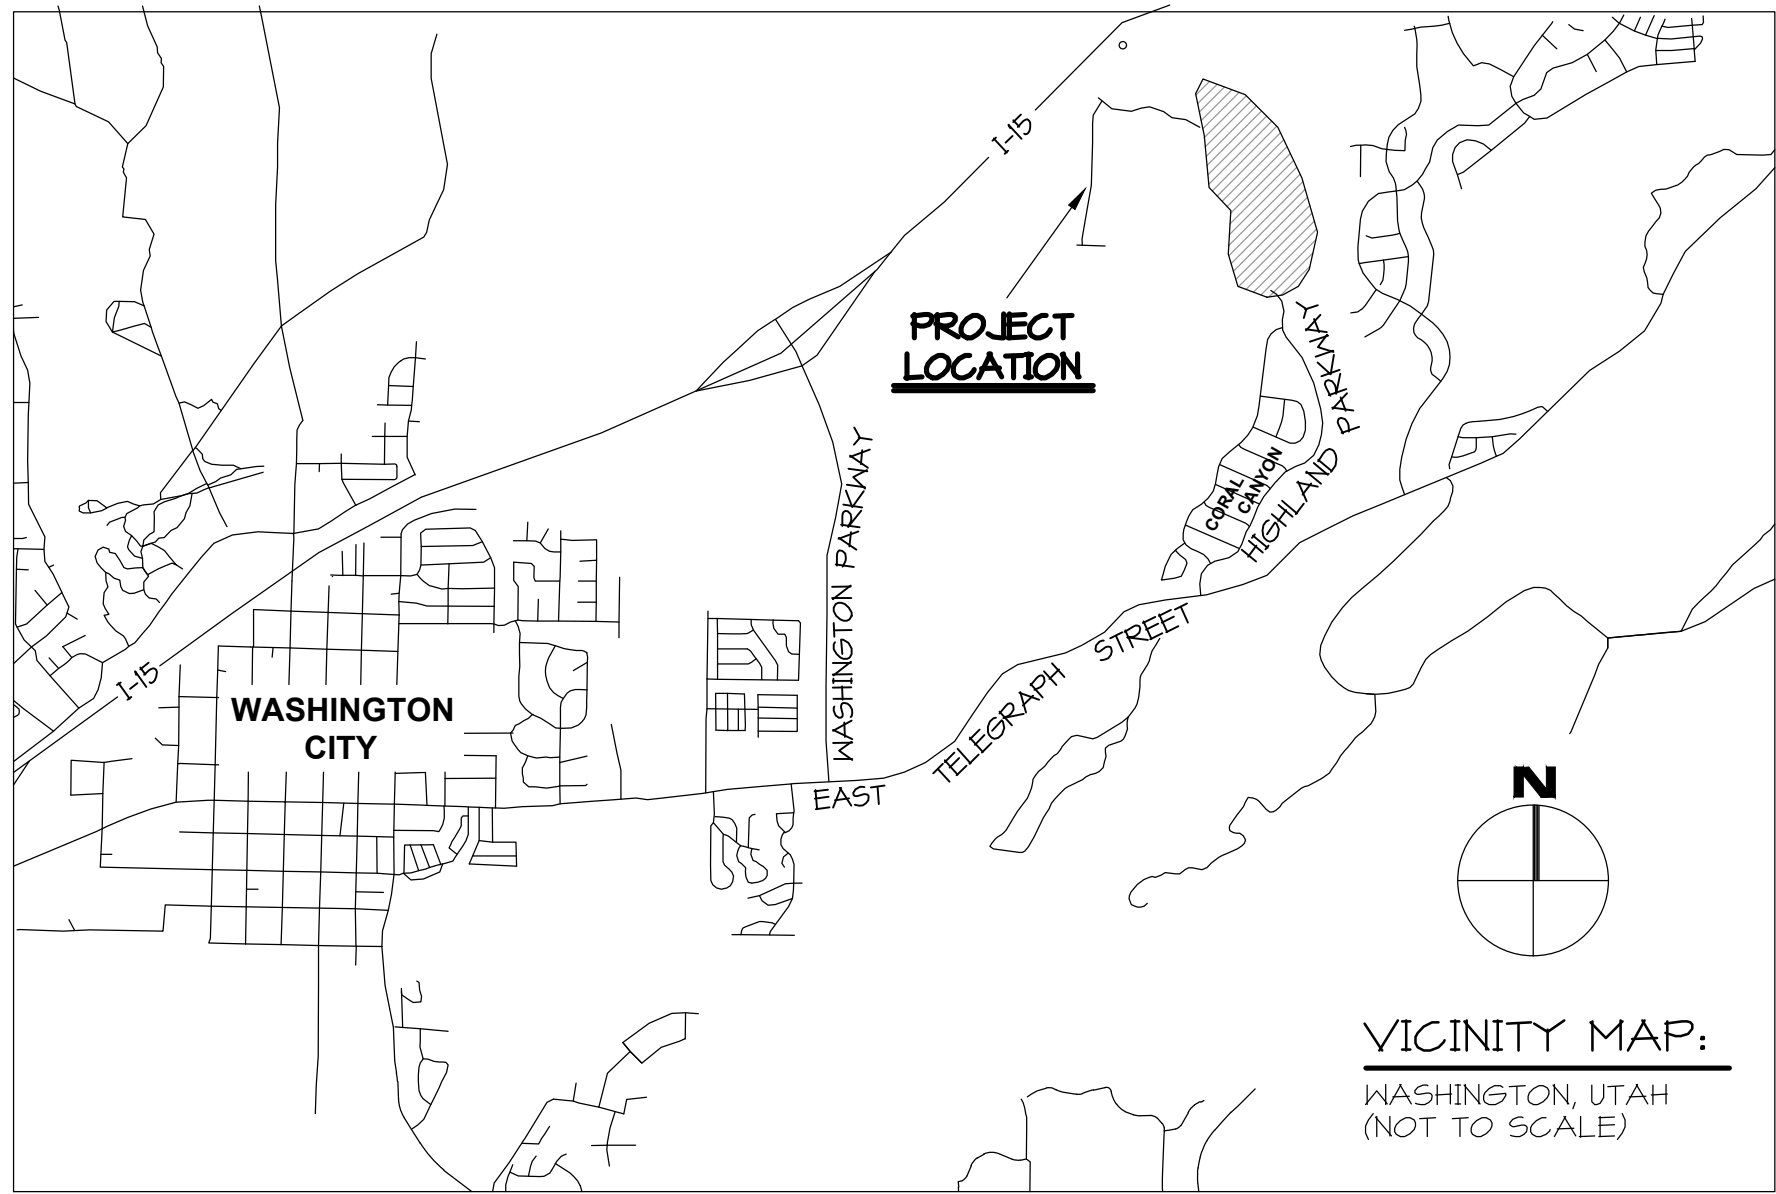 I-15
PROJECT
LOCATION
HIGHLAND PARKWAY
CORAL
CANYON
WASHINGTON PARKWAY
I-15
WASHINGTON
CITY
EAST TELEGRAPH STREET
N
VICINITY MAP:
WASHINGTON, UTAH
(NOT TO SCALE)